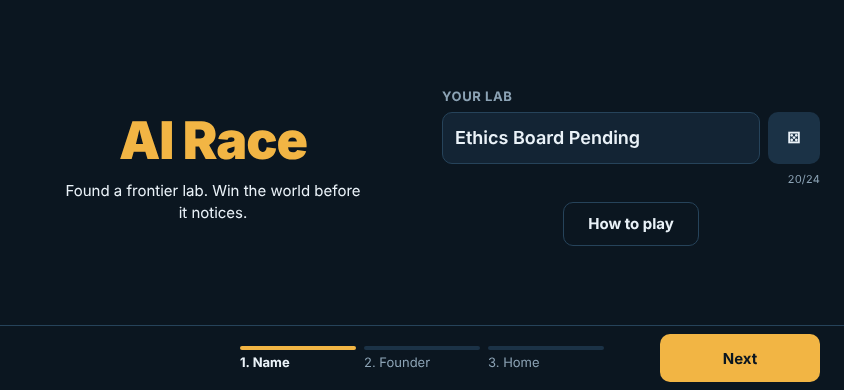 AI Race
Found a frontier lab. Win the world before
it notices.
YOUR LAB
Ethics Board Pending
20/24
How to play
1. Name
2. Founder
3. Home
Next